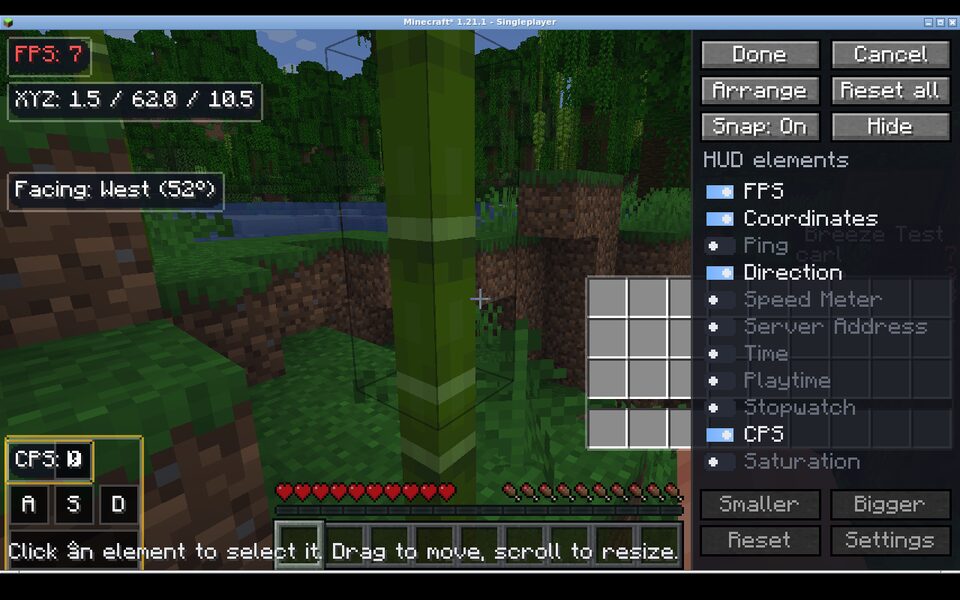 Minecraft* 1.21.1 - Singleplayer
FPS: 7
XYZ: 1.5 / 62.0 / 10.5
Facing: West (52°)
Done
Cancel
Arrange
Reset all
Snap: On
Hide
HUD elements
FPS
Coordinates
Ping
Breeze Test
Direction
Speed Meter
Server Address
Time
Playtime
Stopwatch
CPS
Saturation
CPS: 0
A S D
Smaller
Bigger
Reset
Settings
Click an element to select it. Drag to move, scroll to resize.